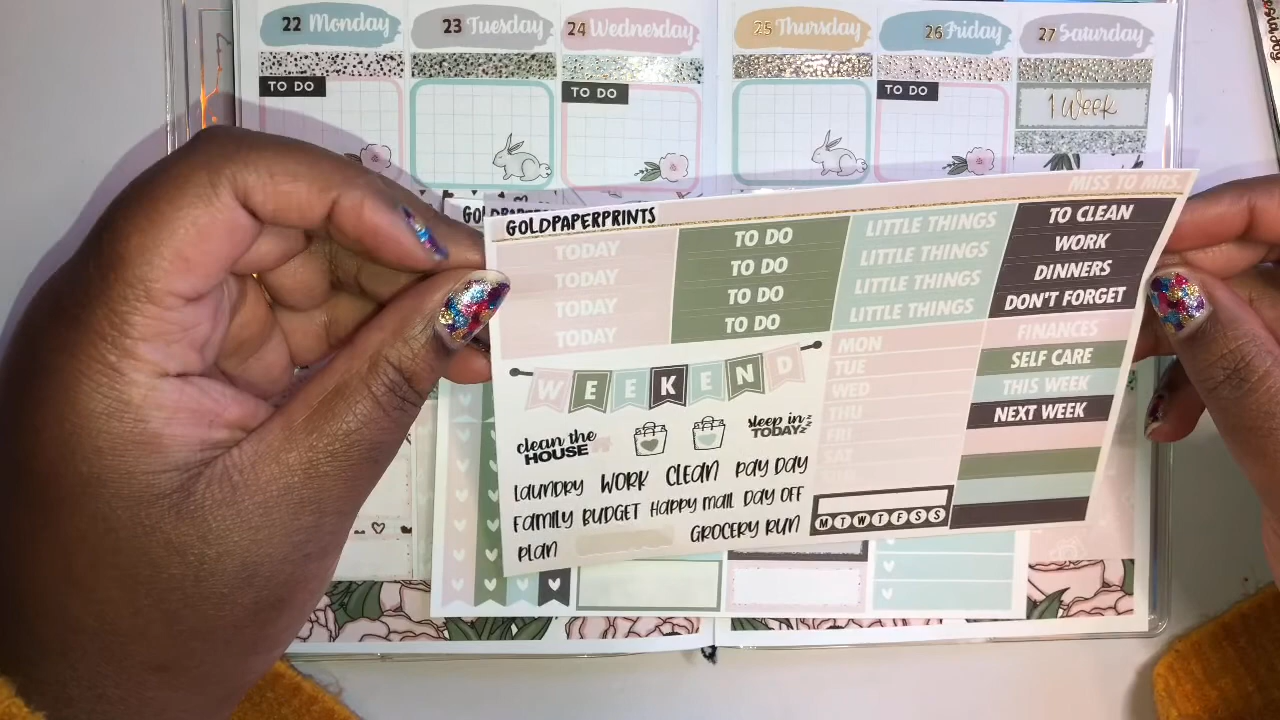 22 Monday
23 Tuesday
24 Wednesday
25 Thursday
26 Friday
27 Saturday
TO DO
TO DO
TO DO
1 Week
MISS TO MRS
GOLDPAPERPRINTS
TODAY
TODAY
TODAY
TODAY
TO DO
TO DO
TO DO
TO DO
LITTLE THINGS
LITTLE THINGS
LITTLE THINGS
LITTLE THINGS
TO CLEAN
WORK
DINNERS
DON'T FORGET
FINANCES
SELF CARE
THIS WEEK
NEXT WEEK
MON
TUE
WED
THU
FRI
SAT
WEEKEND
clean the HOUSE
sleep in TODAY zzz
LAUNDRY WORK CLEAN PAY DAY
FAMILY BUDGET HAPPY MAIL DAY OFF
PLAN GROCERY RUN
M T W T F S S